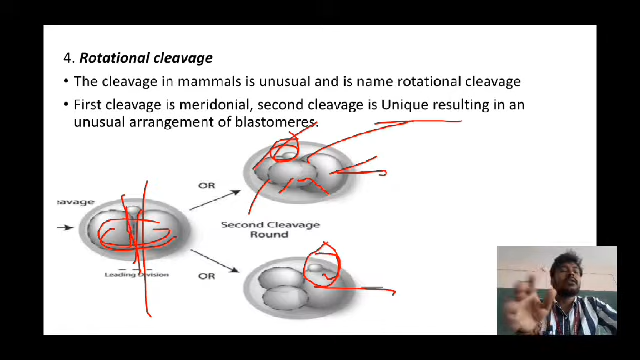 4. Rotational cleavage
• The cleavage in mammals is unusual and is name rotational cleavage
• First cleavage is meridonial, second cleavage is Unique resulting in an
unusual arrangement of blastomeres.
OR
eavage
Second Cleavage
Round
Leading Division
OR